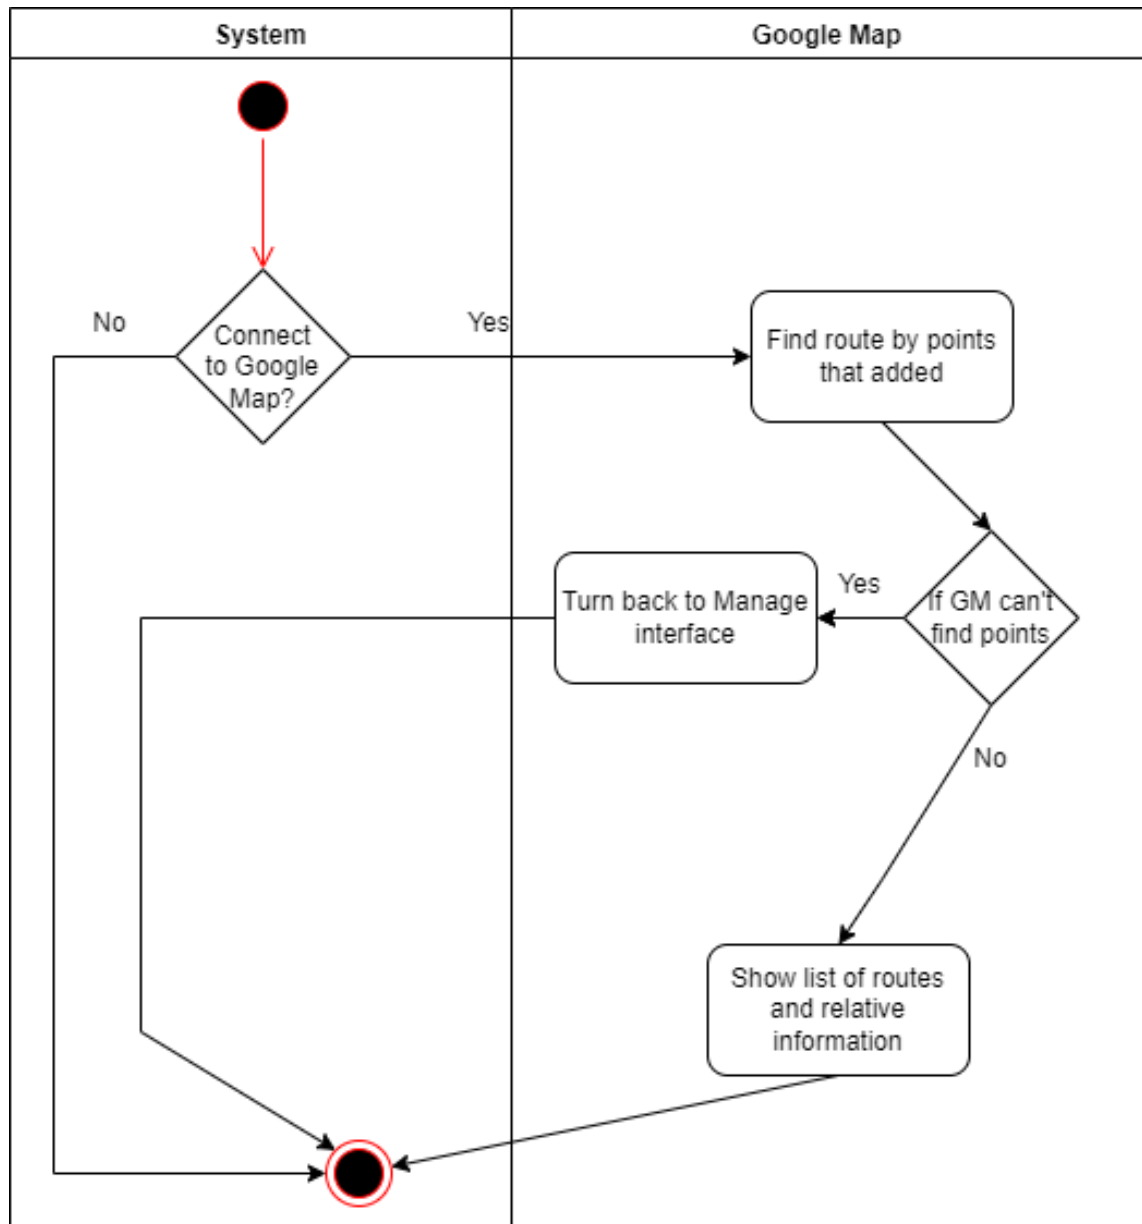 System
Google Map
No
Connect
to Google
Map?
Yes
Find route by points
that added
Turn back to Manage
interface
Yes
If GM can't
find points
No
Show list of routes
and relative
information